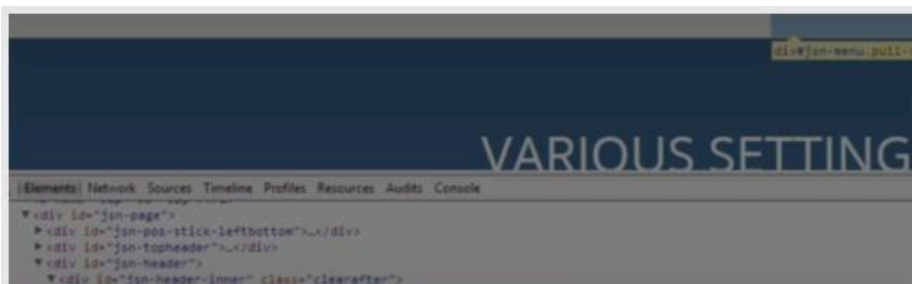 div#jsn-menu.pull-
VARIOUS SETTING
Elements Network Sources Timeline Profiles Resources Audits Console
▼<div id="jsn-page">
▶<div id="jsn-pos-stick-leftbottom">…</div>
▶<div id="jsn-topheader">…</div>
▼<div id="jsn-header">
▼<div id="jsn-header-inner" class="clearafter">